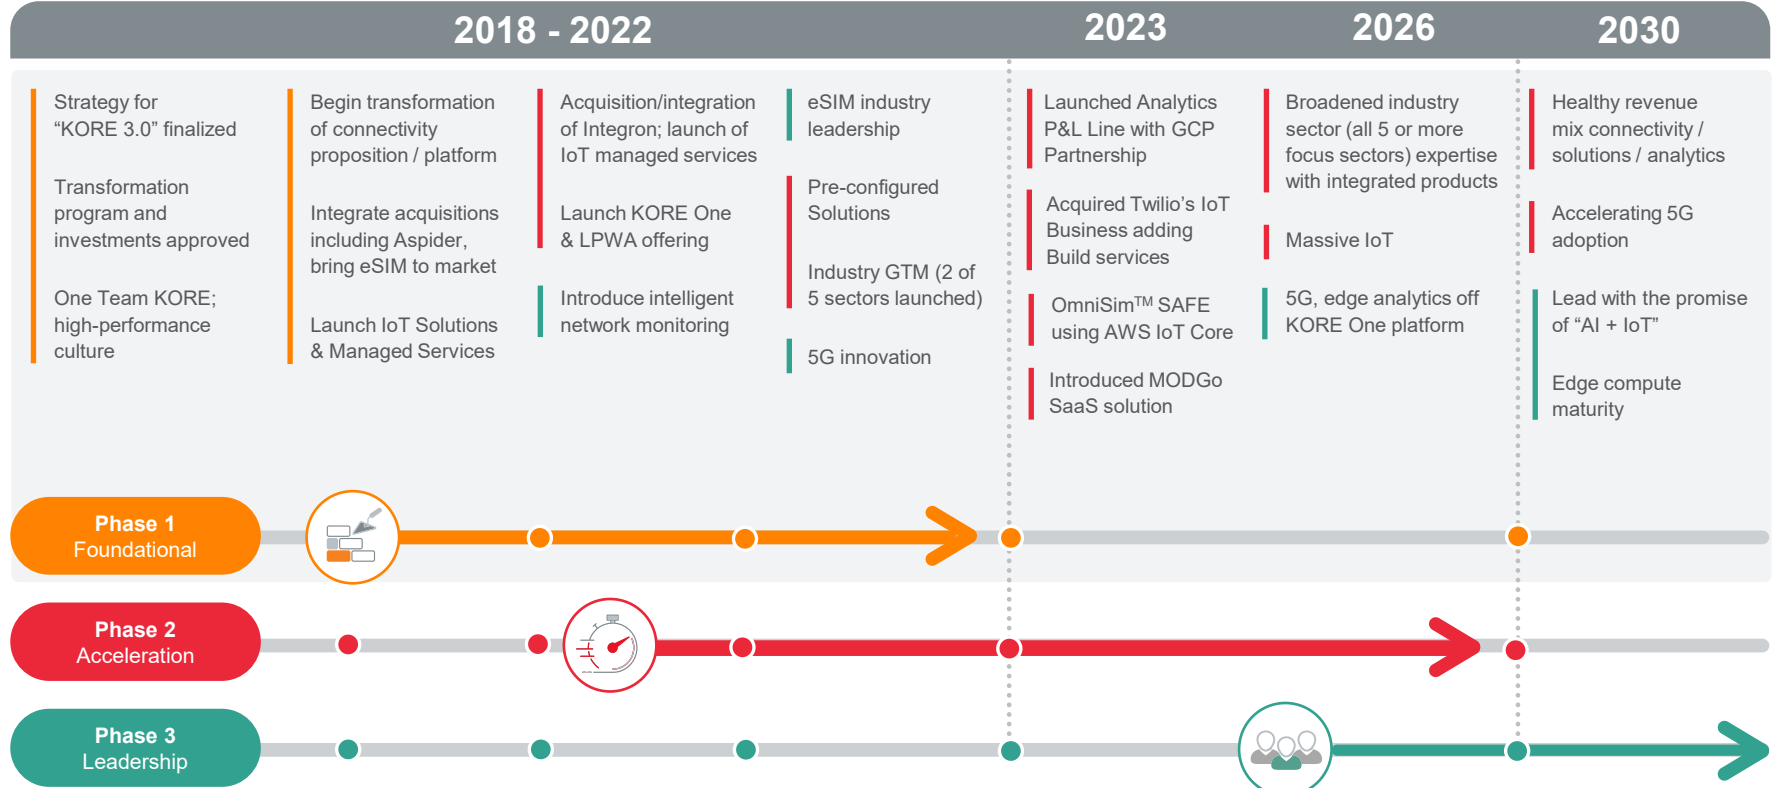 2018 - 2022
2023
2026
2030
Strategy for
“KORE 3.0” finalized
Transformation
program and
investments approved
One Team KORE;
high-performance
culture
Begin transformation
of connectivity
proposition / platform
Integrate acquisitions
including Aspider,
bring eSIM to market
Launch IoT Solutions
& Managed Services
Acquisition/integration
of Integron; launch of
IoT managed services
Launch KORE One
& LPWA offering
Introduce intelligent
network monitoring
eSIM industry
leadership
Pre-configured
Solutions
Industry GTM (2 of
5 sectors launched)
5G innovation
Launched Analytics
P&L Line with GCP
Partnership
Acquired Twilio’s IoT
Business adding
Build services
OmniSim™ SAFE
using AWS IoT Core
Introduced MODGo
SaaS solution
Broadened industry
sector (all 5 or more
focus sectors) expertise
with integrated products
Massive IoT
5G, edge analytics off
KORE One platform
Healthy revenue
mix connectivity /
solutions / analytics
Accelerating 5G
adoption
Lead with the promise
of “AI + IoT”
Edge compute
maturity
Phase 1
Foundational
Phase 2
Acceleration
Phase 3
Leadership